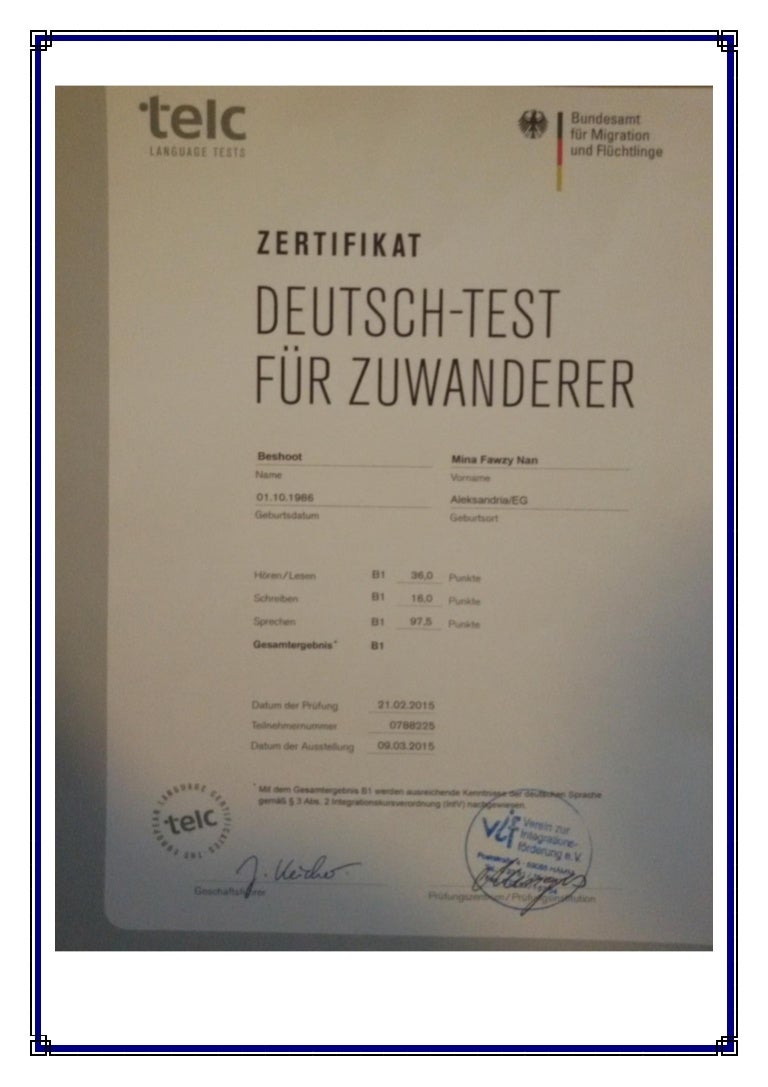 telc
LANGUAGE TESTS
Bundesamt
für Migration
und Flüchtlinge
ZERTIFIKAT
DEUTSCH-TEST
FÜR ZUWANDERER
Beshoot Mina Fawzy Nan
Name Vorname
01.10.1986 Aleksandria/EG
Geburtsdatum Geburtsort
Hören/Lesen B1 36,0 Punkte
Schreiben B1 16,0 Punkte
Sprechen B1 97,5 Punkte
Gesamtergebnis* B1
Datum der Prüfung 21.02.2015
Teilnehmernummer 0788225
Datum der Ausstellung 09.03.2015
* Mit dem Gesamtergebnis B1 werden ausreichende Kenntnisse der deutschen Sprache
gemäß § 3 Abs. 2 Integrationskursverordnung (IntV) nachgewiesen.
THE EUROPEAN LANGUAGE CERTIFICATES
telc
Verein zur
Integrations-
förderung e.V.
Geschäftsführer
Prüfungszentrum/Prüfungsinstitution